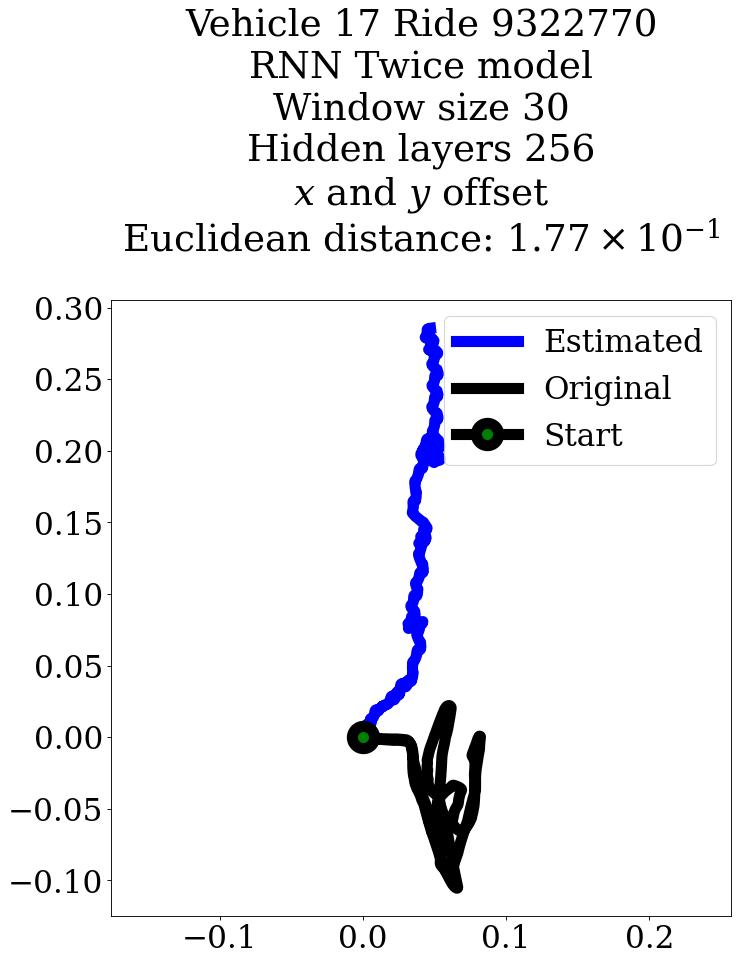 Vehicle 17 Ride 9322770
RNN Twice model
Window size 30
Hidden layers 256
x and y offset
Euclidean distance: 1.77 × 10⁻¹
0.30
0.25
0.20
0.15
0.10
0.05
0.00
−0.05
−0.10
Estimated
Original
Start
−0.1
0.0
0.1
0.2